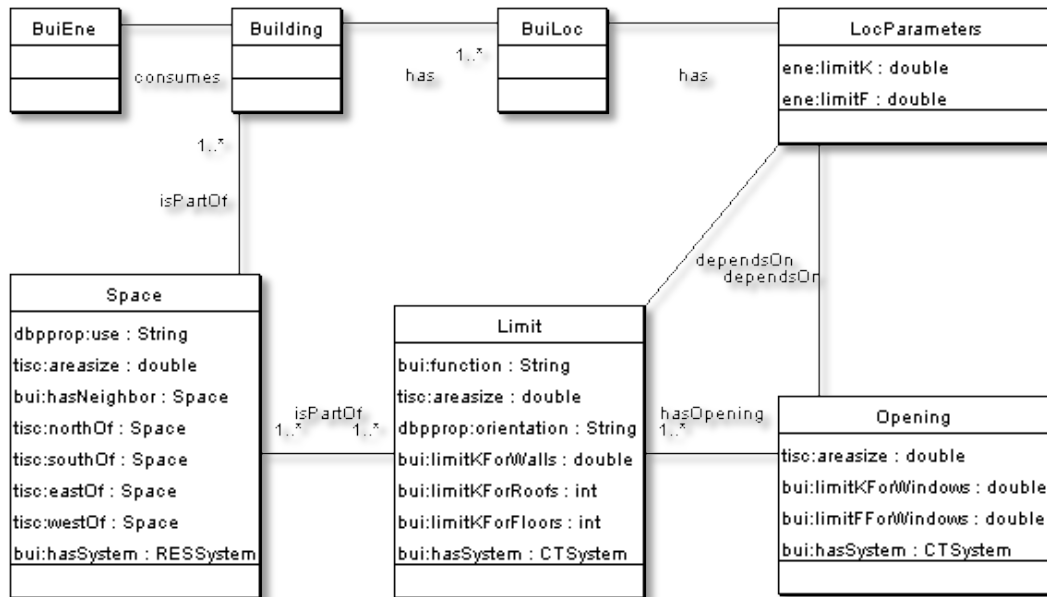 BuiEne
Building
BuiLoc
LocParameters
consumes
has
1..*
has
ene:limitK : double
ene:limitF : double
1..*
isPartOf
dependsOn
dependsOn
Space
dbpprop:use : String
tisc:areasize : double
bui:hasNeighbor : Space
tisc:northOf : Space
tisc:southOf : Space
tisc:eastOf : Space
tisc:westOf : Space
bui:hasSystem : RESSystem
isPartOf
1..*
1..*
Limit
bui:function : String
tisc:areasize : double
dbpprop:orientation : String
bui:limitKForWalls : double
bui:limitKForRoofs : int
bui:limitKForFloors : int
bui:hasSystem : CTSystem
hasOpening
1..*
Opening
tisc:areasize : double
bui:limitKForWindows : double
bui:limitFForWindows : double
bui:hasSystem : CTSystem